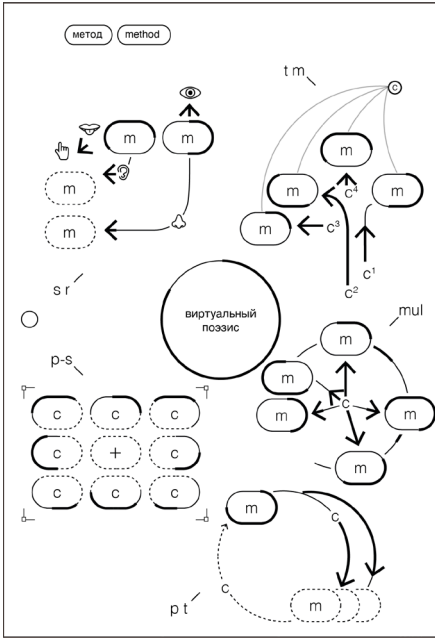 метод method
t m
c
m m
m
m m
m
m
c⁴
c³
c¹
c²
s r
виртуальный
поэзис
mul
m
m
m
c
m
m
p-s
c c c
c + c
c c c
m
c
c
m
p t